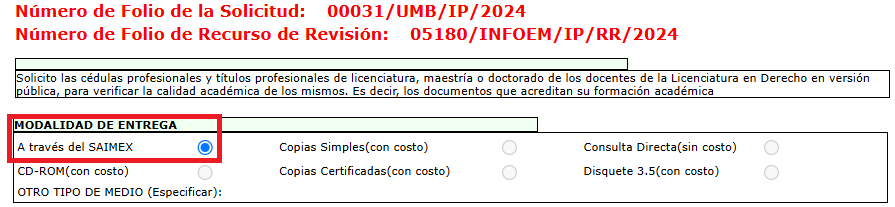 Número de Folio de la Solicitud: 00031/UMB/IP/2024
Número de Folio de Recurso de Revisión: 05180/INFOEM/IP/RR/2024
Solicito las cédulas profesionales y títulos profesionales de licenciatura, maestría o doctorado de los docentes de la Licenciatura en Derecho en versión
pública, para verificar la calidad académica de los mismos. Es decir, los documentos que acreditan su formación académica
MODALIDAD DE ENTREGA
A través del SAIMEX Copias Simples(con costo) Consulta Directa(sin costo)
CD-ROM(con costo) Copias Certificadas(con costo) Disquete 3.5(con costo)
OTRO TIPO DE MEDIO (Especificar):